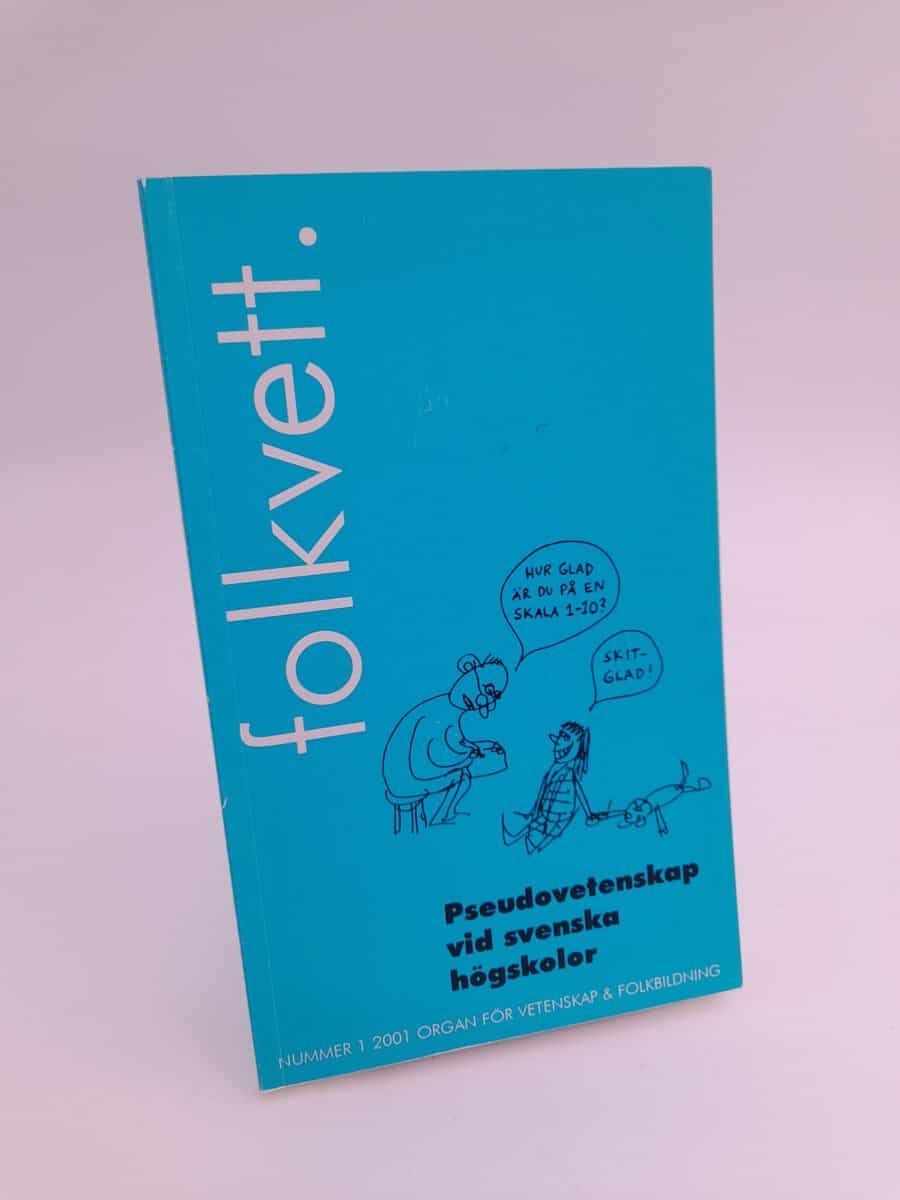 folkvett.
HUR GLAD
ÄR DU PÅ EN
SKALA 1-10?
SKIT-
GLAD!
Pseudovetenskap
vid svenska
högskolor
NUMMER 1 2001 ORGAN FÖR VETENSKAP & FOLKBILDNING